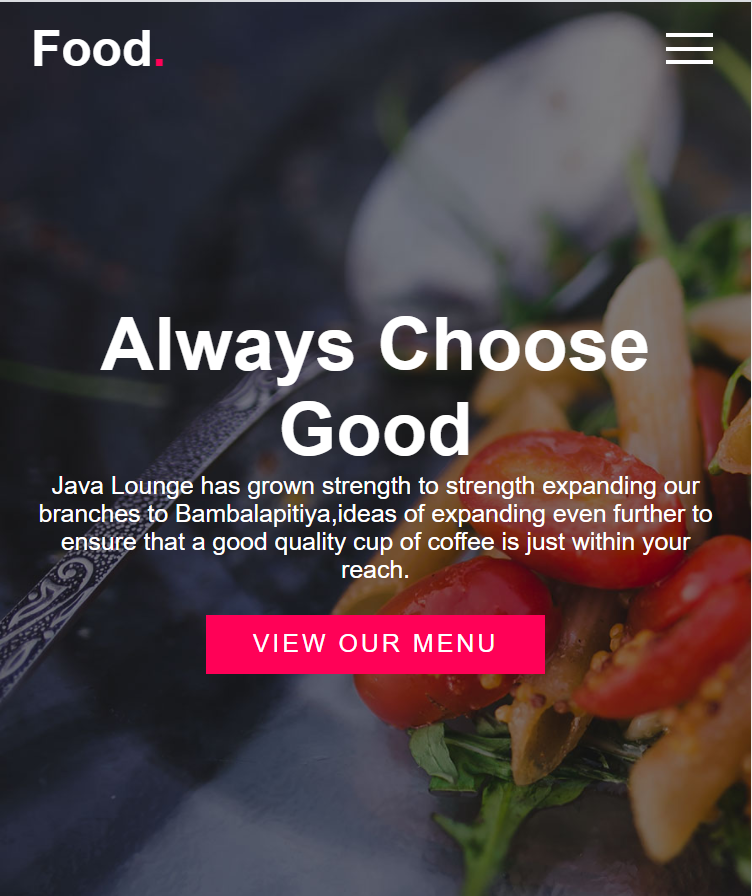 Food.
Always Choose
Good
Java Lounge has grown strength to strength expanding our
branches to Bambalapitiya,ideas of expanding even further to
ensure that a good quality cup of coffee is just within your
reach.
VIEW OUR MENU